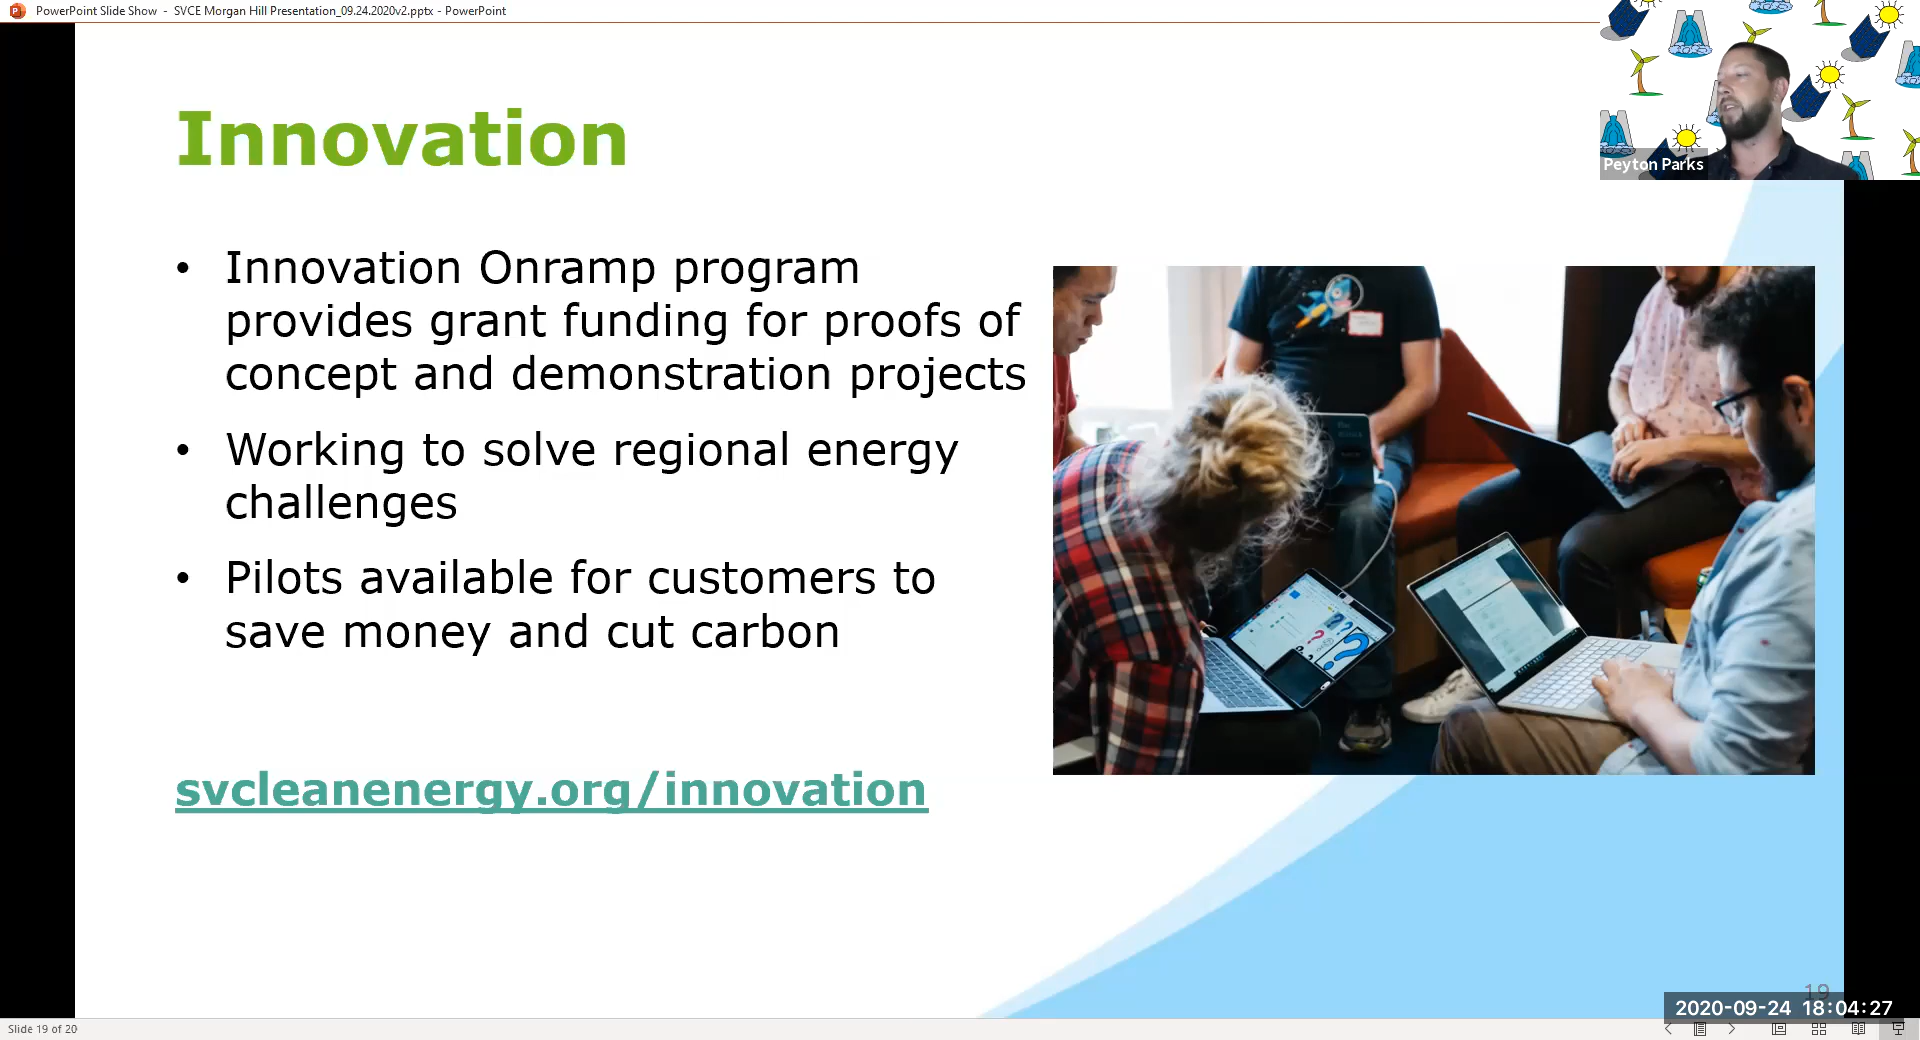 PowerPoint Slide Show - SVCE Morgan Hill Presentation_09.24.2020v2.pptx - PowerPoint
Peyton Parks
Innovation
• Innovation Onramp program
provides grant funding for proofs of
concept and demonstration projects
• Working to solve regional energy
challenges
• Pilots available for customers to
save money and cut carbon
svcleanenergy.org/innovation
19
2020-09-24 18:04:27
Slide 19 of 20